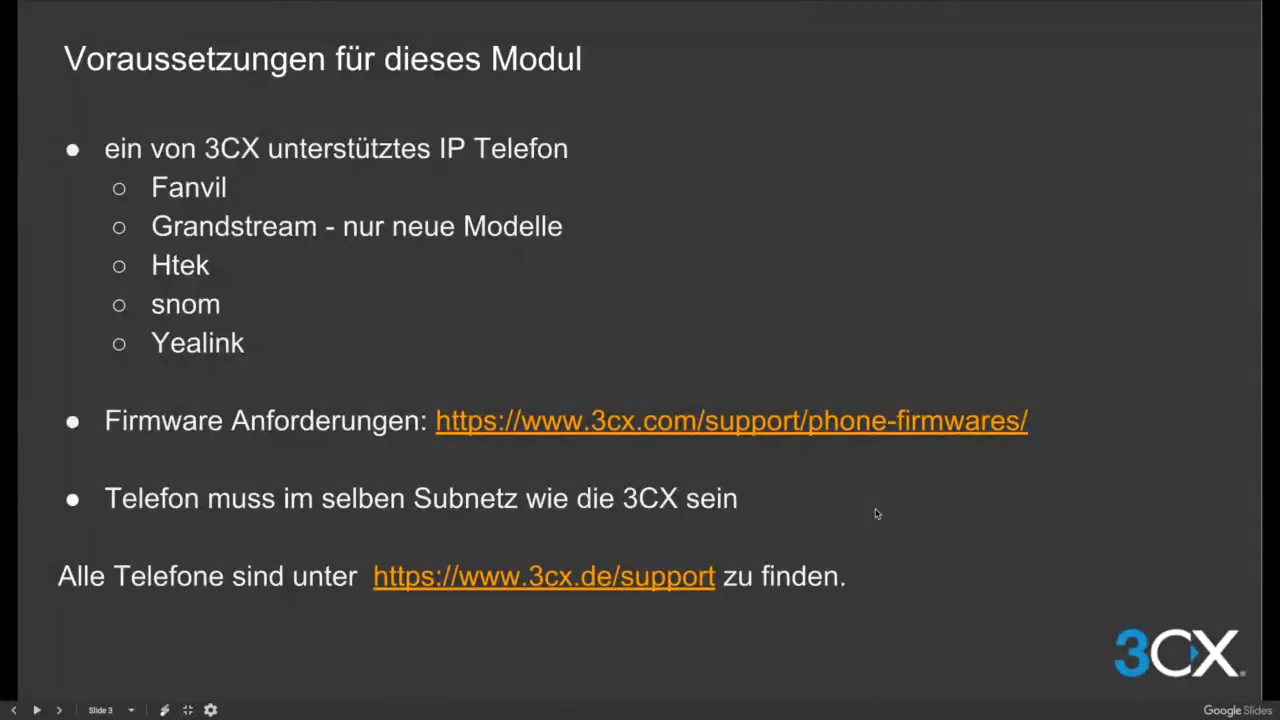 Voraussetzungen für dieses Modul
● ein von 3CX unterstütztes IP Telefon
○ Fanvil
○ Grandstream - nur neue Modelle
○ Htek
○ snom
○ Yealink
● Firmware Anforderungen: https://www.3cx.com/support/phone-firmwares/
● Telefon muss im selben Subnetz wie die 3CX sein
Alle Telefone sind unter https://www.3cx.de/support zu finden.
3CX
Slide 3
Google Slides